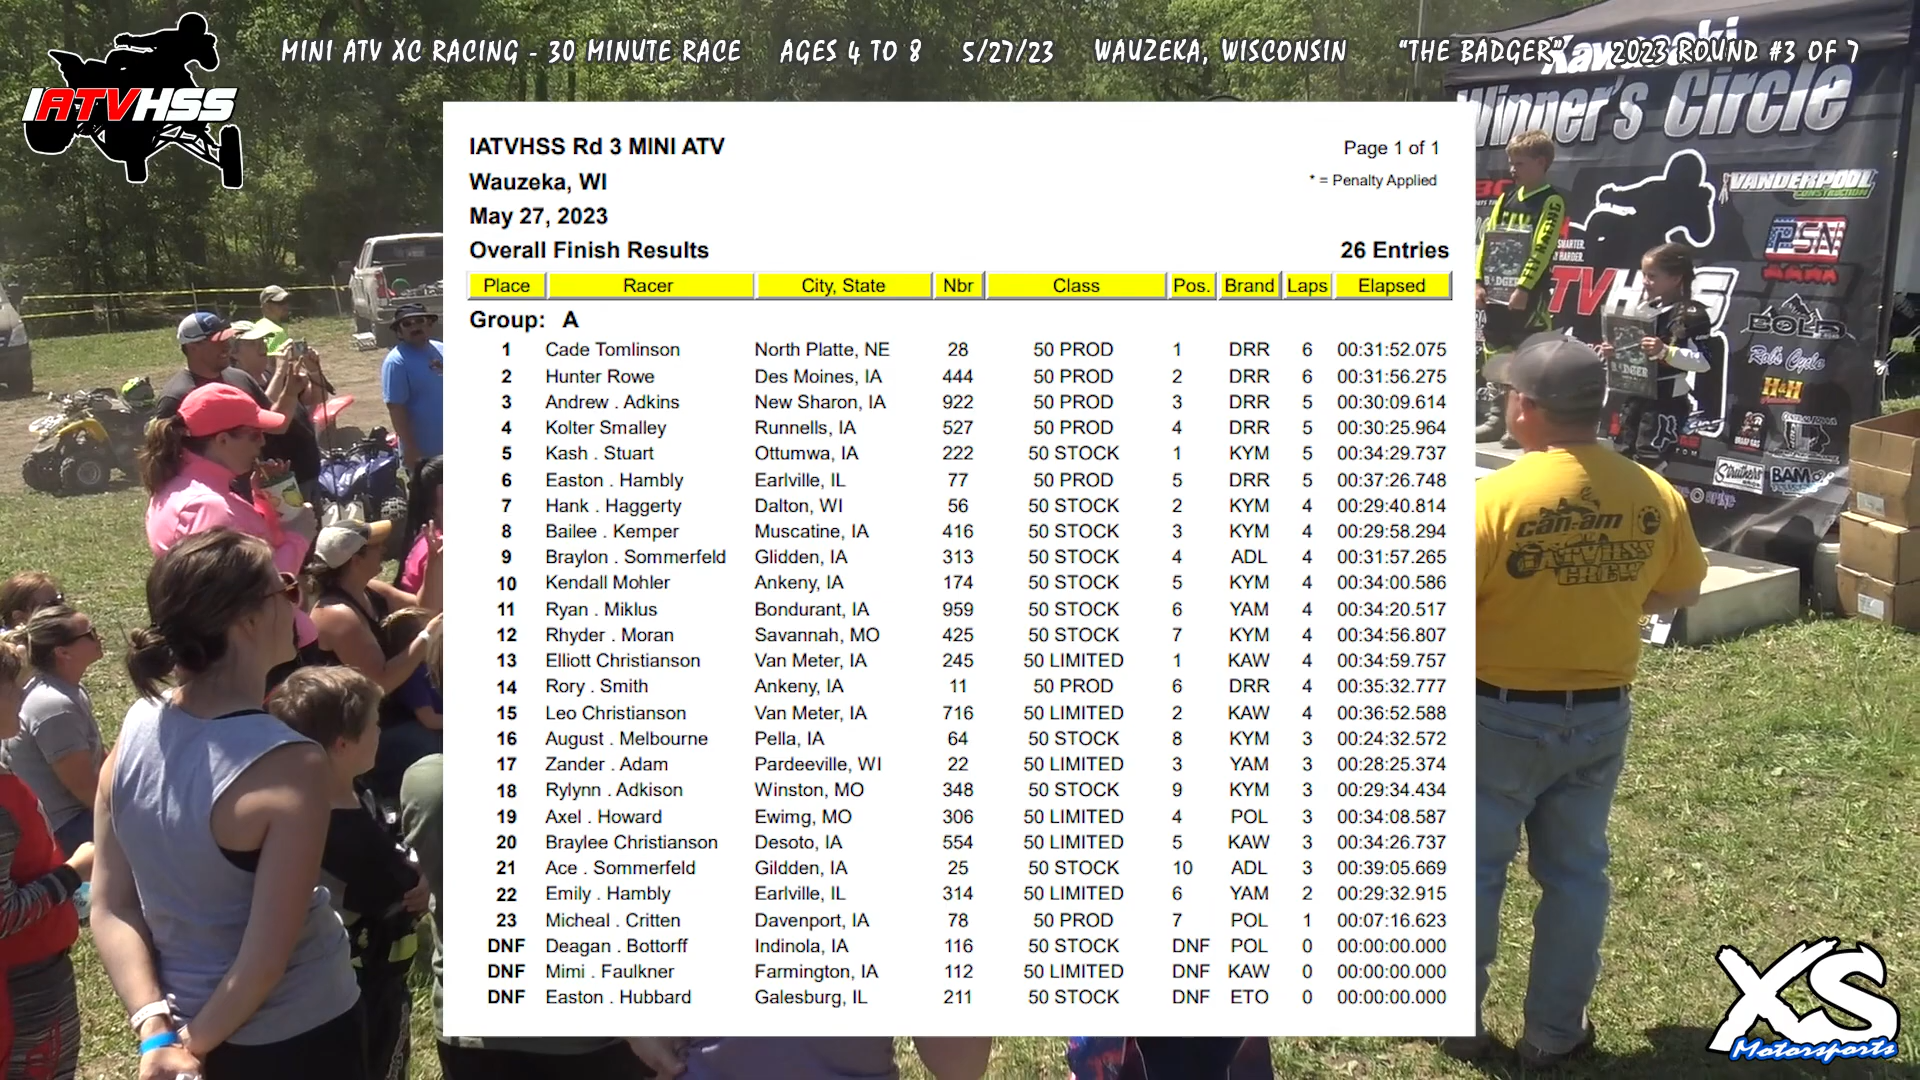 MINI ATV XC RACING - 30 MINUTE RACE AGES 4 TO 8 5/27/23 WAUZEKA, WISCONSIN "THE BADGER" 2023 ROUND #3 OF 7
IATVHSS
Kawasaki
Winner's Circle
VANDERPOOL
CONSTRUCTION
PSN
TVHSS
BOLD
Rob's Cycle
H&H
Strainers
BAM
can-am
ATVHSS
CREW
IATVHSS Rd 3 MINI ATV
Page 1 of 1
Wauzeka, WI
* = Penalty Applied
May 27, 2023
Overall Finish Results
26 Entries
Place Racer City, State Nbr Class Pos. Brand Laps Elapsed
Group: A
1 Cade Tomlinson North Platte, NE 28 50 PROD 1 DRR 6 00:31:52.075
2 Hunter Rowe Des Moines, IA 444 50 PROD 2 DRR 6 00:31:56.275
3 Andrew . Adkins New Sharon, IA 922 50 PROD 3 DRR 5 00:30:09.614
4 Kolter Smalley Runnells, IA 527 50 PROD 4 DRR 5 00:30:25.964
5 Kash . Stuart Ottumwa, IA 222 50 STOCK 1 KYM 5 00:34:29.737
6 Easton . Hambly Earlville, IL 77 50 PROD 5 DRR 5 00:37:26.748
7 Hank . Haggerty Dalton, WI 56 50 STOCK 2 KYM 4 00:29:40.814
8 Bailee . Kemper Muscatine, IA 416 50 STOCK 3 KYM 4 00:29:58.294
9 Braylon . Sommerfeld Glidden, IA 313 50 STOCK 4 ADL 4 00:31:57.265
10 Kendall Mohler Ankeny, IA 174 50 STOCK 5 KYM 4 00:34:00.586
11 Ryan . Miklus Bondurant, IA 959 50 STOCK 6 YAM 4 00:34:20.517
12 Rhyder . Moran Savannah, MO 425 50 STOCK 7 KYM 4 00:34:56.807
13 Elliott Christianson Van Meter, IA 245 50 LIMITED 1 KAW 4 00:34:59.757
14 Rory . Smith Ankeny, IA 11 50 PROD 6 DRR 4 00:35:32.777
15 Leo Christianson Van Meter, IA 716 50 LIMITED 2 KAW 4 00:36:52.588
16 August . Melbourne Pella, IA 64 50 STOCK 8 KYM 3 00:24:32.572
17 Zander . Adam Pardeeville, WI 22 50 LIMITED 3 YAM 3 00:28:25.374
18 Rylynn . Adkison Winston, MO 348 50 STOCK 9 KYM 3 00:29:34.434
19 Axel . Howard Ewimg, MO 306 50 LIMITED 4 POL 3 00:34:08.587
20 Braylee Christianson Desoto, IA 554 50 LIMITED 5 KAW 3 00:34:26.737
21 Ace . Sommerfeld Gildden, IA 25 50 STOCK 10 ADL 3 00:39:05.669
22 Emily . Hambly Earlville, IL 314 50 LIMITED 6 YAM 2 00:29:32.915
23 Micheal . Critten Davenport, IA 78 50 PROD 7 POL 1 00:07:16.623
DNF Deagan . Bottorff Indinola, IA 116 50 STOCK DNF POL 0 00:00:00.000
DNF Mimi . Faulkner Farmington, IA 112 50 LIMITED DNF KAW 0 00:00:00.000
DNF Easton . Hubbard Galesburg, IL 211 50 STOCK DNF ETO 0 00:00:00.000
XS
Motorsports